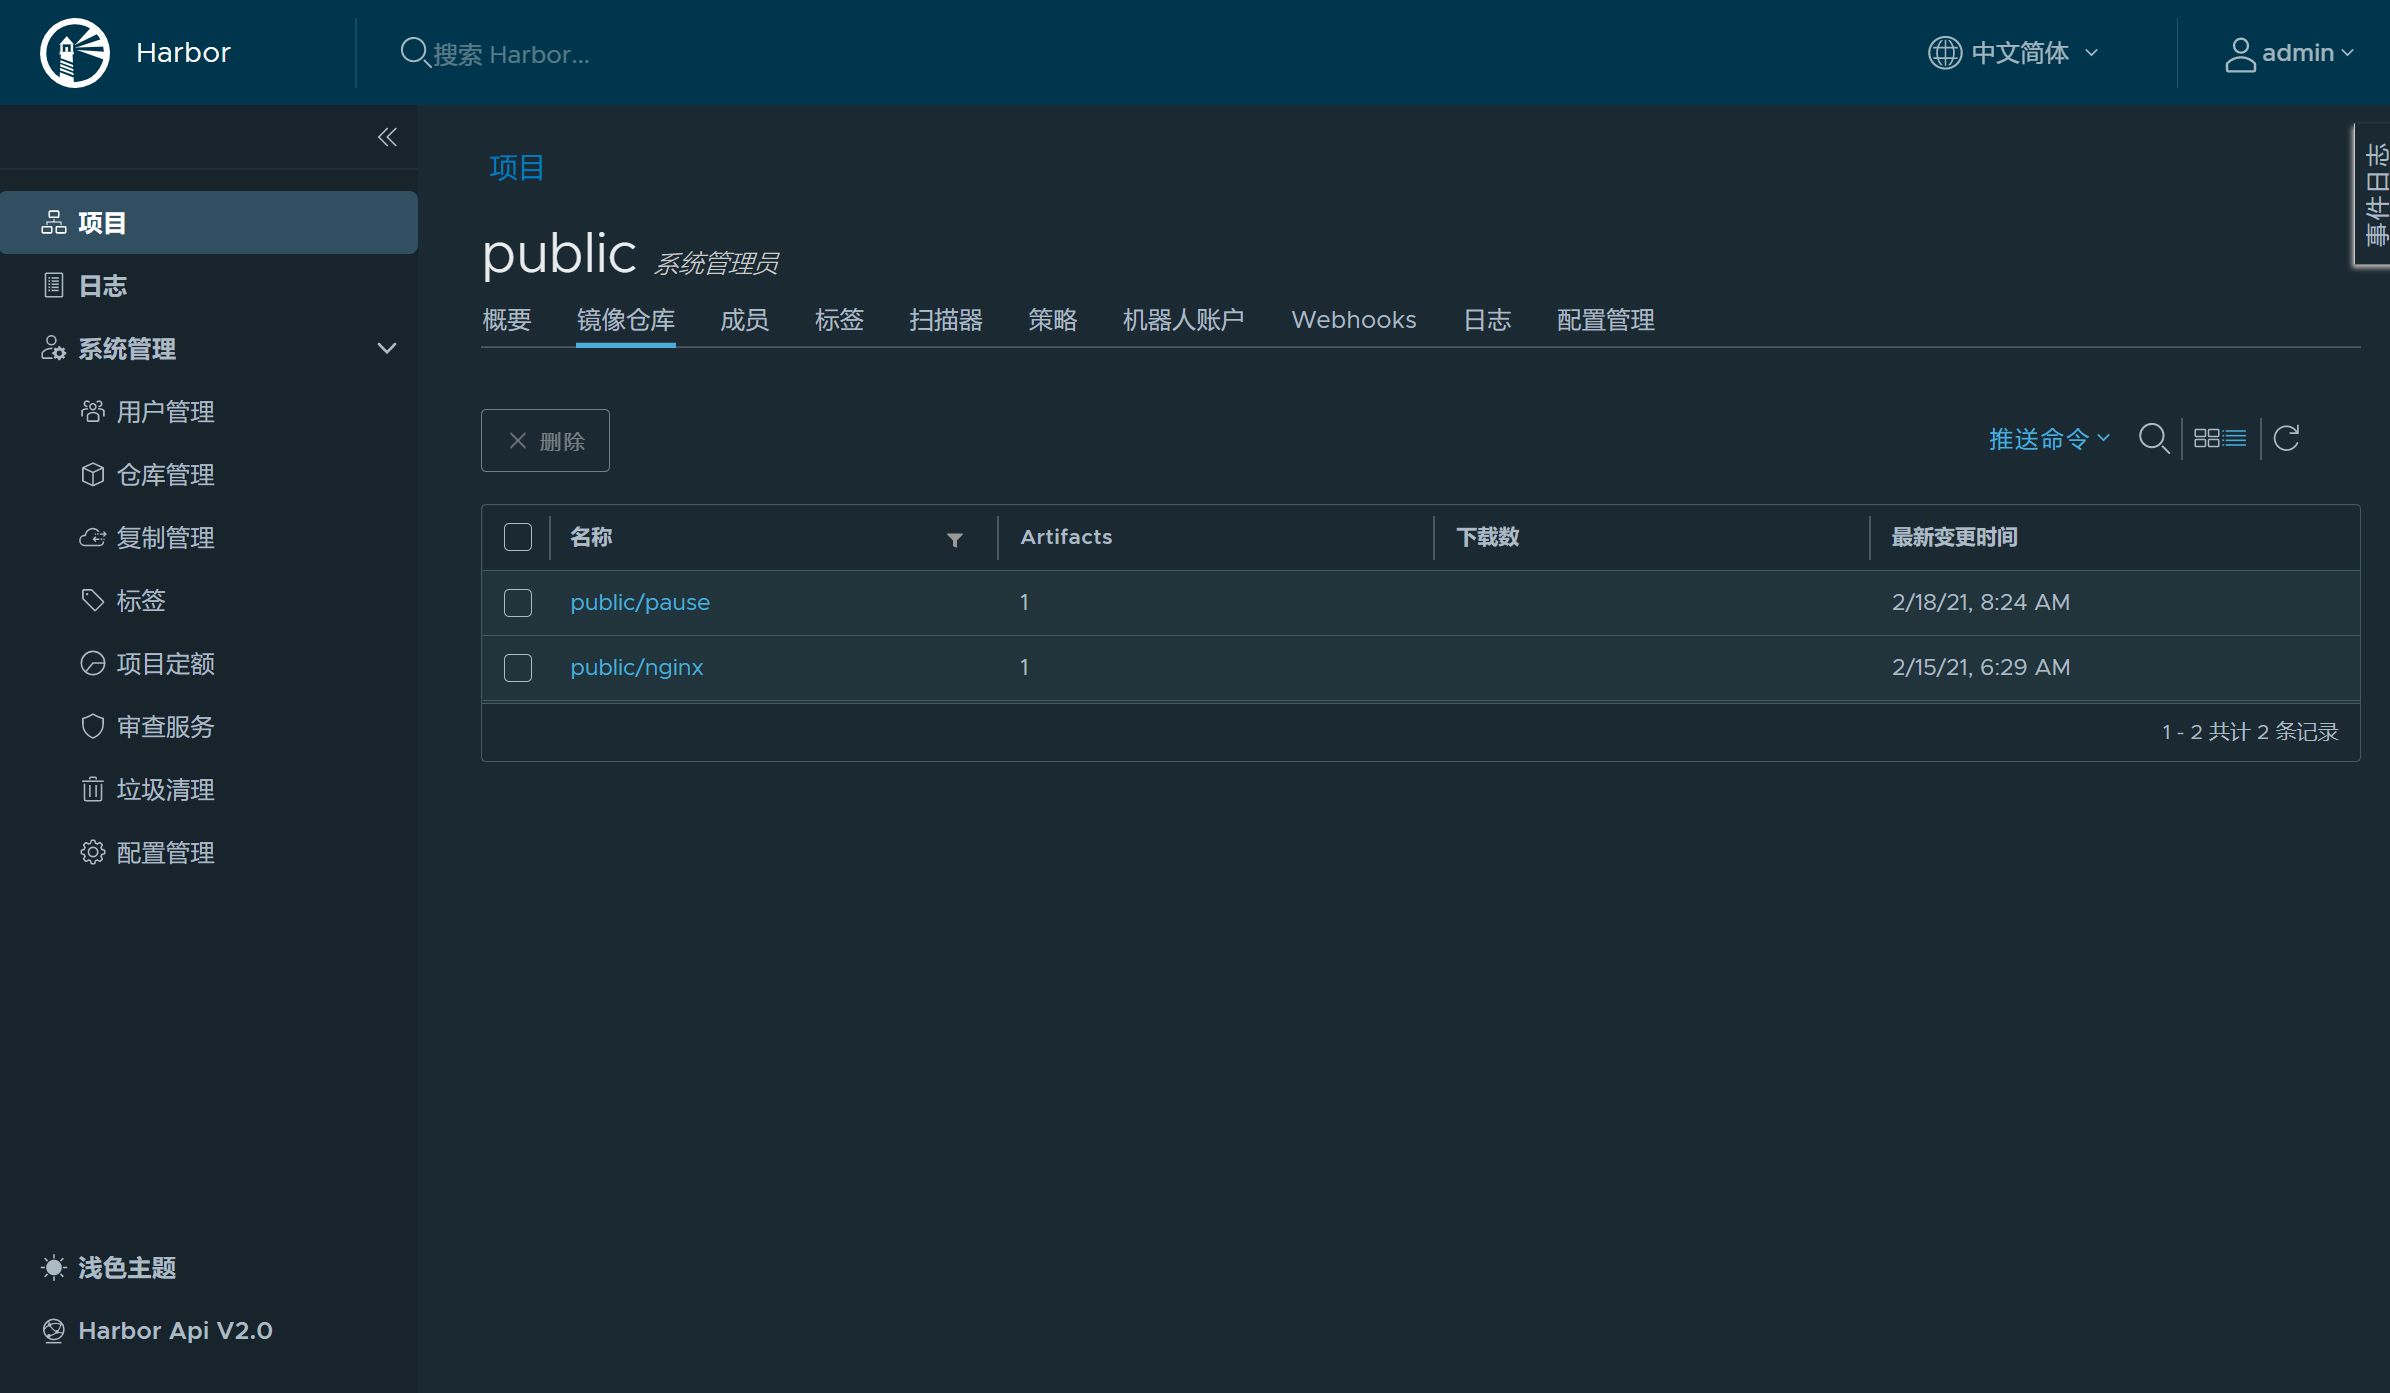 Harbor
搜索 Harbor...
中文简体
admin
项目
日志
系统管理
用户管理
仓库管理
复制管理
标签
项目定额
审查服务
垃圾清理
配置管理
浅色主题
Harbor Api V2.0
项目
public 系统管理员
概要 镜像仓库 成员 标签 扫描器 策略 机器人账户 Webhooks 日志 配置管理
删除
推送命令
名称 Artifacts 下载数 最新变更时间
public/pause 1 2/18/21, 8:24 AM
public/nginx 1 2/15/21, 6:29 AM
1 - 2 共计 2 条记录
事件日志